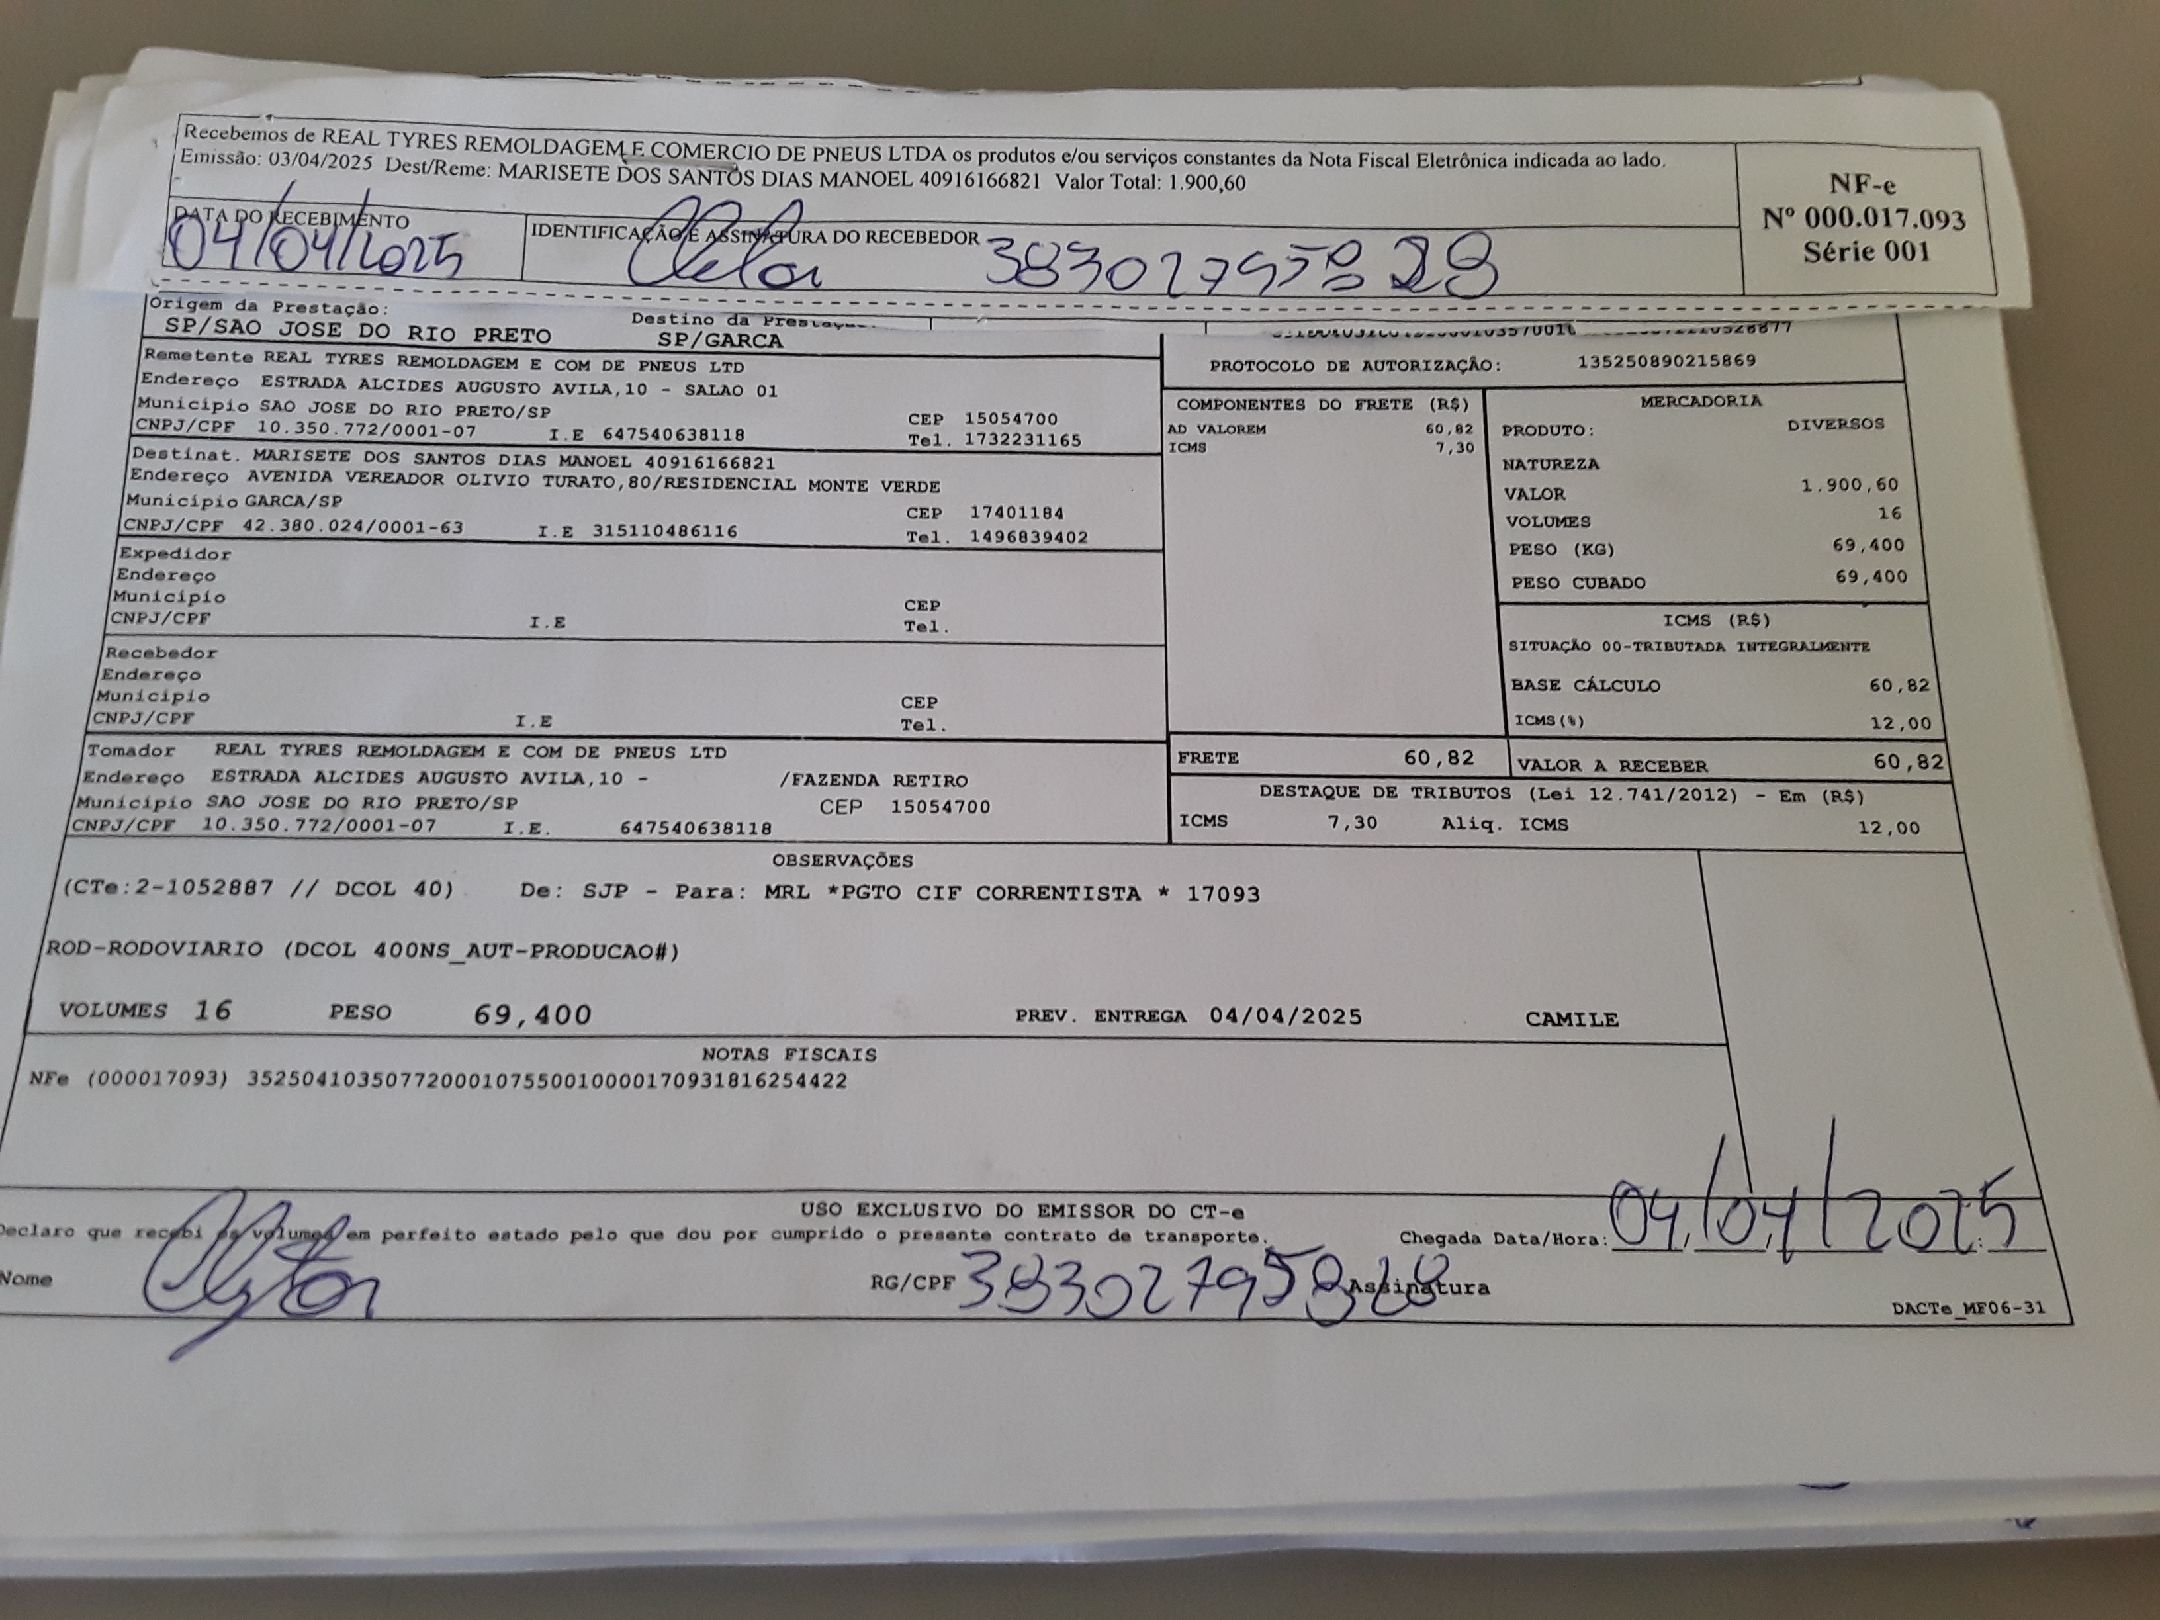 Recebemos de REAL TYRES REMOLDAGEM E COMERCIO DE PNEUS LTDA os produtos e/ou serviços constantes da Nota Fiscal Eletrônica indicada ao lado.
Emissão: 03/04/2025 Dest/Reme: MARISETE DOS SANTOS DIAS MANOEL 40916166821 Valor Total: 1.900,60
NF-e
Nº 000.017.093
Série 001
DATA DO RECEBIMENTO
04/04/2025
IDENTIFICAÇÃO E ASSINATURA DO RECEBEDOR
Origem da Prestação:
SP/SAO JOSE DO RIO PRETO
Destino da
SP/GARCA
PROTOCOLO DE AUTORIZAÇÃO: 135250890215869
Remetente REAL TYRES REMOLDAGEM E COM DE PNEUS LTD
Endereço ESTRADA ALCIDES AUGUSTO AVILA,10 - SALAO 01
Município SAO JOSE DO RIO PRETO/SP CEP 15054700
CNPJ/CPF 10.350.772/0001-07 I.E 647540638118 Tel. 1732231165
Destinat. MARISETE DOS SANTOS DIAS MANOEL 40916166821
Endereço AVENIDA VEREADOR OLIVIO TURATO,80/RESIDENCIAL MONTE VERDE
Município GARCA/SP CEP 17401184
CNPJ/CPF 42.380.024/0001-63 I.E 315110486116 Tel. 1496839402
Expedidor
Endereço
Município CEP
CNPJ/CPF I.E Tel.
Recebedor
Endereço
Município CEP
CNPJ/CPF I.E Tel.
Tomador REAL TYRES REMOLDAGEM E COM DE PNEUS LTD
Endereço ESTRADA ALCIDES AUGUSTO AVILA,10 - /FAZENDA RETIRO
Município SAO JOSE DO RIO PRETO/SP CEP 15054700
CNPJ/CPF 10.350.772/0001-07 I.E. 647540638118
COMPONENTES DO FRETE (R$)
AD VALOREM 60,82
ICMS 7,30
MERCADORIA
PRODUTO: DIVERSOS
NATUREZA
VALOR 1.900,60
VOLUMES 16
PESO (KG) 69,400
PESO CUBADO 69,400
ICMS (R$)
SITUAÇÃO 00-TRIBUTADA INTEGRALMENTE
BASE CÁLCULO 60,82
ICMS(%) 12,00
FRETE 60,82 VALOR A RECEBER 60,82
DESTAQUE DE TRIBUTOS (Lei 12.741/2012) - Em (R$)
ICMS 7,30 Aliq. ICMS 12,00
OBSERVAÇÕES
(CTe:2-1052887 // DCOL 40) De: SJP - Para: MRL *PGTO CIF CORRENTISTA * 17093
ROD-RODOVIARIO (DCOL 400NS_AUT-PRODUCAO#)
VOLUMES 16 PESO 69,400 PREV. ENTREGA 04/04/2025 CAMILE
NOTAS FISCAIS
NFe (000017093) 35250410350772000107550010000170931816254422
USO EXCLUSIVO DO EMISSOR DO CT-e
Declaro que recebi os volumes em perfeito estado pelo que dou por cumprido o presente contrato de transporte.
Chegada Data/Hora: 04/04/2025
Nome RG/CPF 38302795828 Assinatura
DACTe_MF06-31